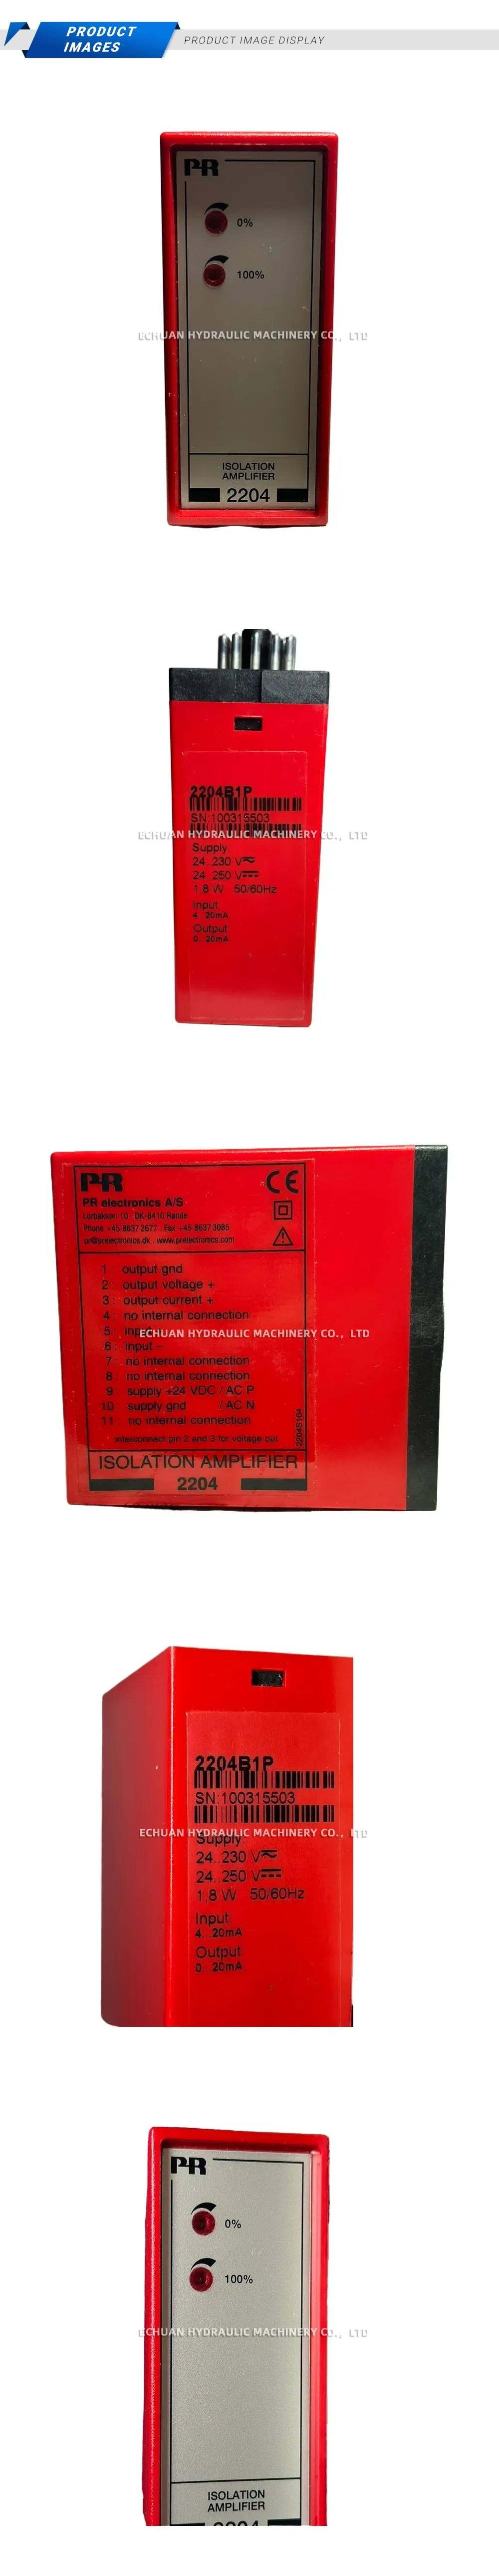 PRODUCT
IMAGES
PRODUCT IMAGE DISPLAY
PR
0%
100%
ECHUAN HYDRAULIC MACHINERY CO., LTD
ISOLATION
AMPLIFIER
2204
2204B1P
SN:100315503
ECHUAN HYDRAULIC MACHINERY CO., LTD
Supply:
24..230 V
24..250 V
1,8 W 50/60Hz
Input:
4...20mA
Output:
0...20mA
PR
CE
PR electronics A/S
Lerbakken 10 . DK-8410 Rønde
Phone +45 8637 2677 . Fax +45 8637 3085
pr@prelectronics.dk . www.prelectronics.com
1 : output gnd
2 : output voltage +
3 : output current +
4 : no internal connection
5 : input
ECHUAN HYDRAULIC MACHINERY CO., LTD
6 : input −
7 : no internal connection
8 : no internal connection
9 : supply +24 VDC / AC P
10 : supply gnd / AC N
11 : no internal connection
interconnect pin 2 and 3 for voltage out
2204S104
ISOLATION AMPLIFIER
2204
2204B1P
SN:100315503
ECHUAN HYDRAULIC MACHINERY CO., LTD
Supply:
24..230 V
24..250 V
1,8 W 50/60Hz
Input:
4...20mA
Output:
0...20mA
PR
0%
100%
ECHUAN HYDRAULIC MACHINERY CO., LTD
ISOLATION
AMPLIFIER
2204